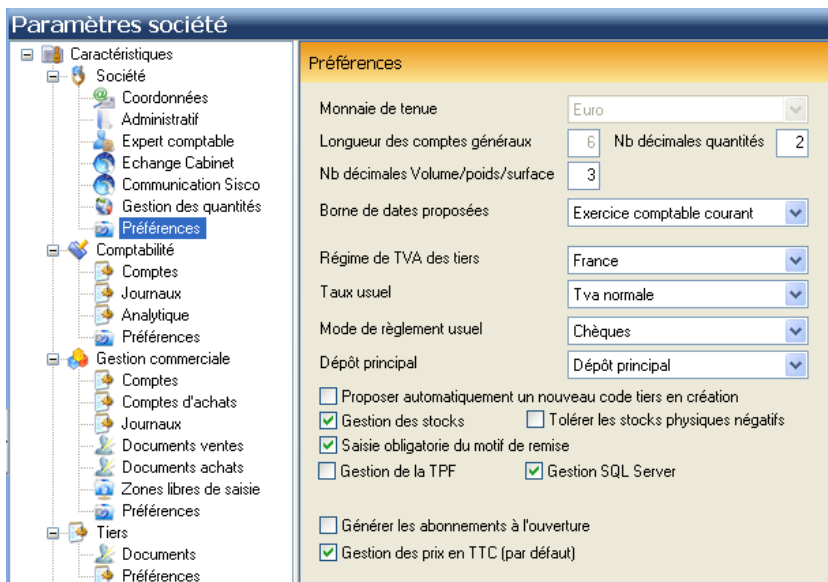 Paramètres société
Caractéristiques
Société
Coordonnées
Administratif
Expert comptable
Echange Cabinet
Communication Sisco
Gestion des quantités
Préférences
Comptabilité
Comptes
Journaux
Analytique
Préférences
Gestion commerciale
Comptes
Comptes d'achats
Journaux
Documents ventes
Documents achats
Zones libres de saisie
Préférences
Tiers
Documents
Préférences
Préférences
Monnaie de tenue Euro
Longueur des comptes généraux 6 Nb décimales quantités 2
Nb décimales Volume/poids/surface 3
Borne de dates proposées Exercice comptable courant
Régime de TVA des tiers France
Taux usuel Tva normale
Mode de règlement usuel Chèques
Dépôt principal Dépôt principal
Proposer automatiquement un nouveau code tiers en création
Gestion des stocks Tolérer les stocks physiques négatifs
Saisie obligatorie du motif de remise
Gestion de la TPF Gestion SQL Server
Générer les abonnements à l'ouverture
Gestion des prix en TTC (par défaut)